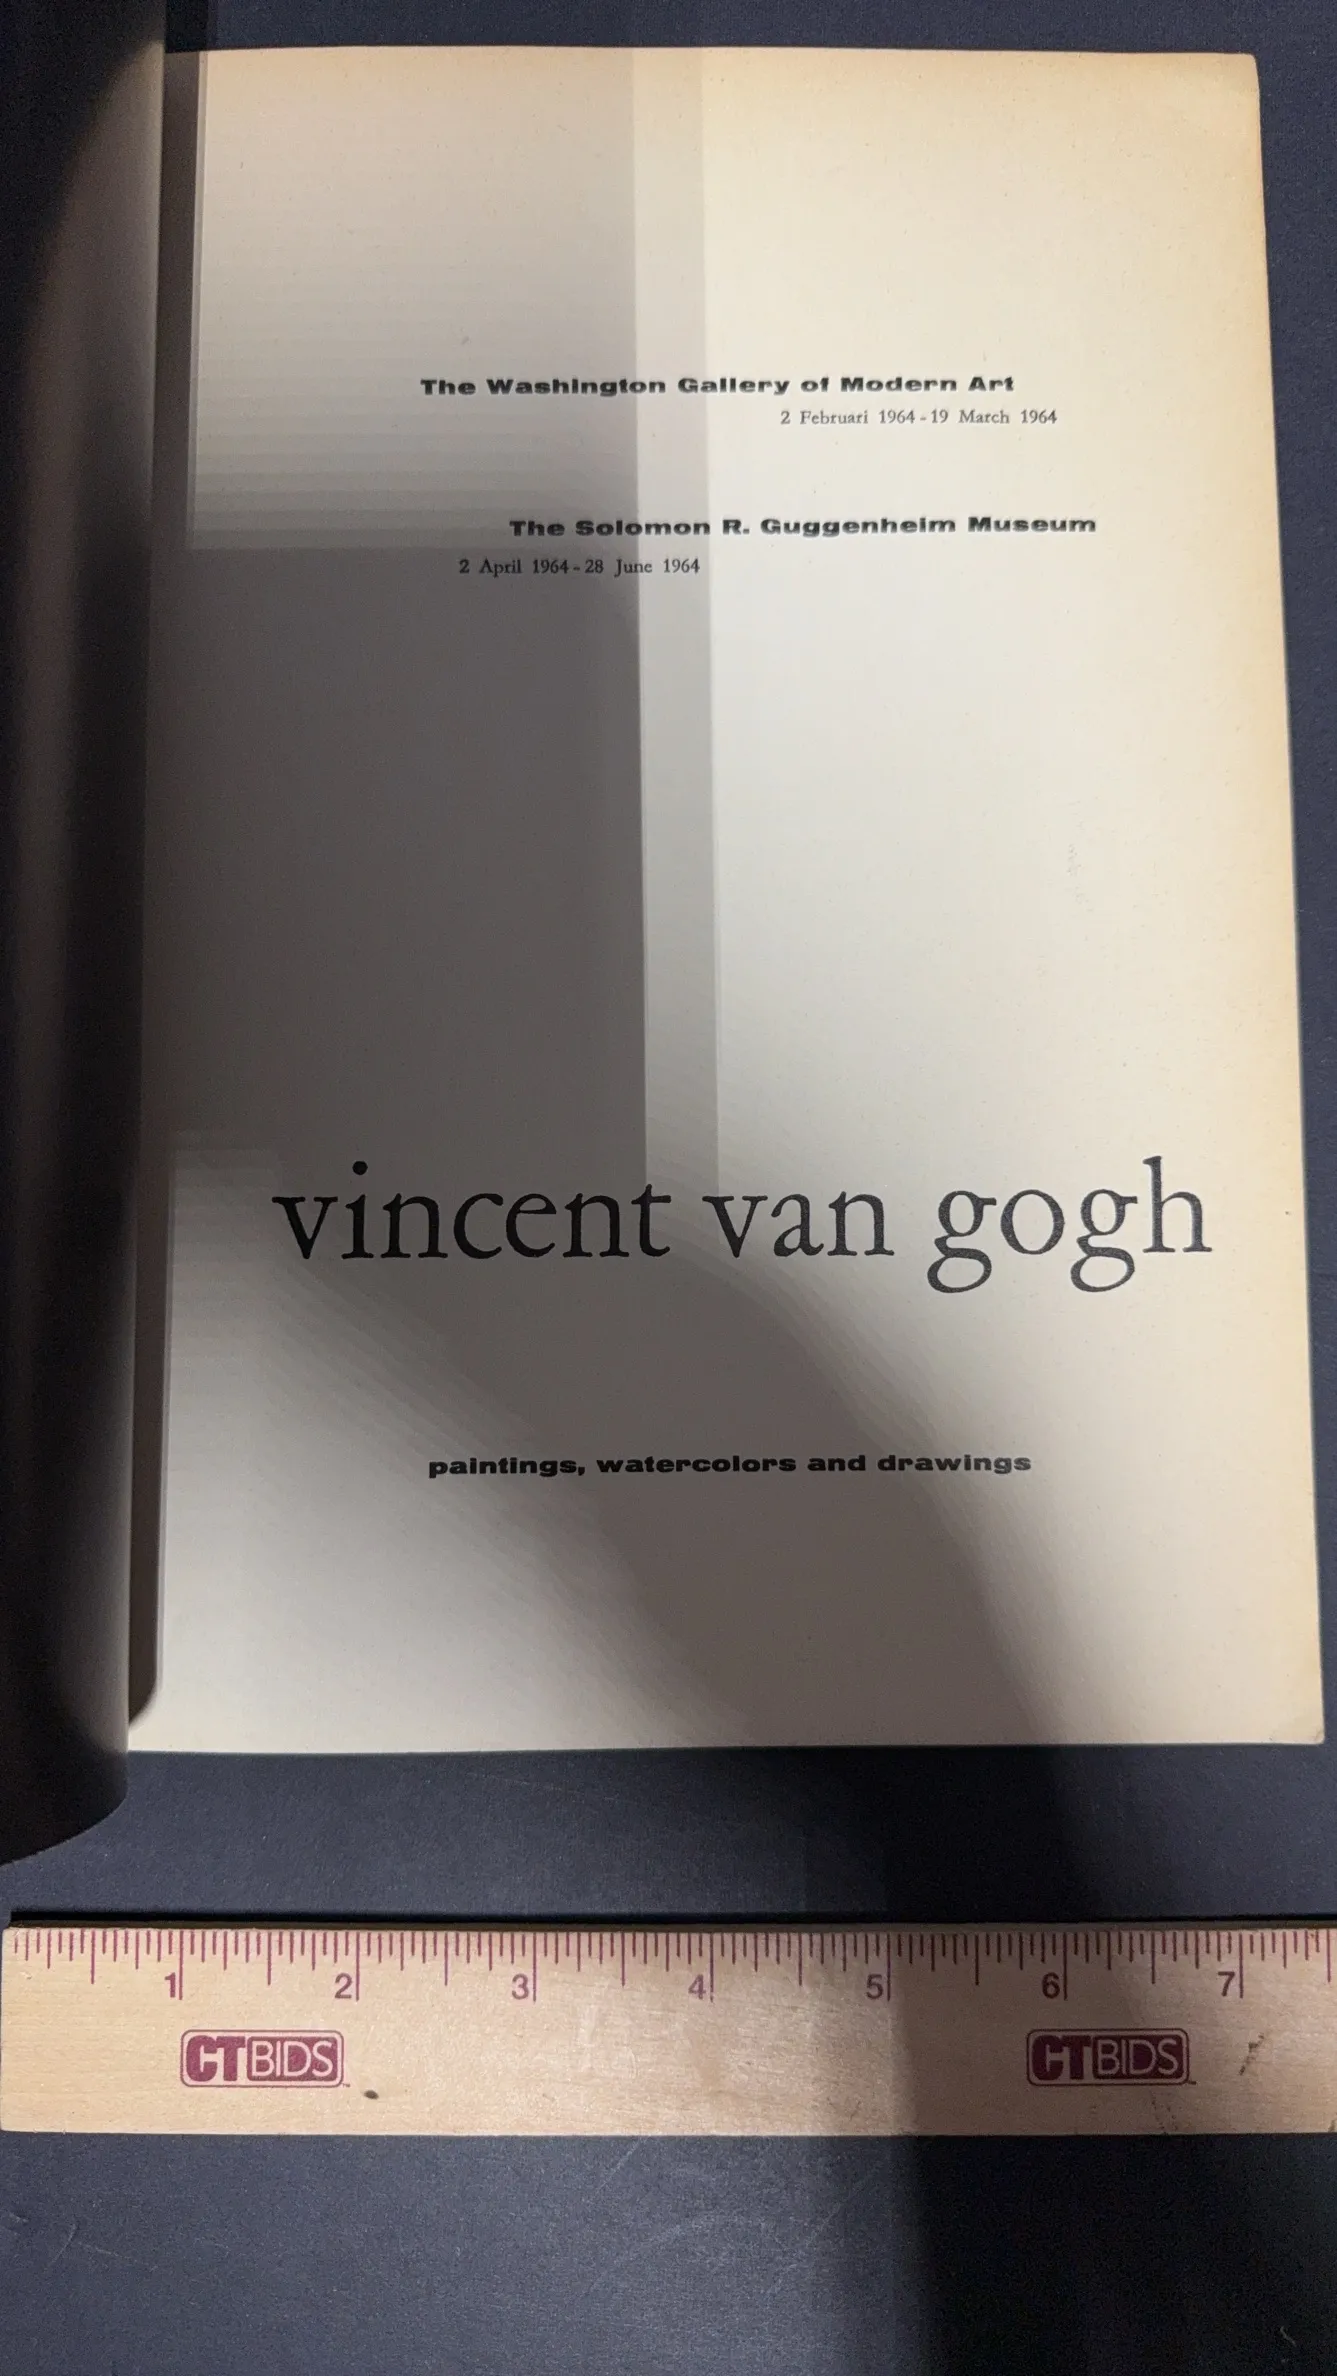 The Washington Gallery of Modern Art
2 Februari 1964 - 19 March 1964
The Solomon R. Guggenheim Museum
2 April 1964 - 28 June 1964
vincent van gogh
paintings, watercolors and drawings
1 2 3 4 5 6 7
CTBIDS CTBIDS